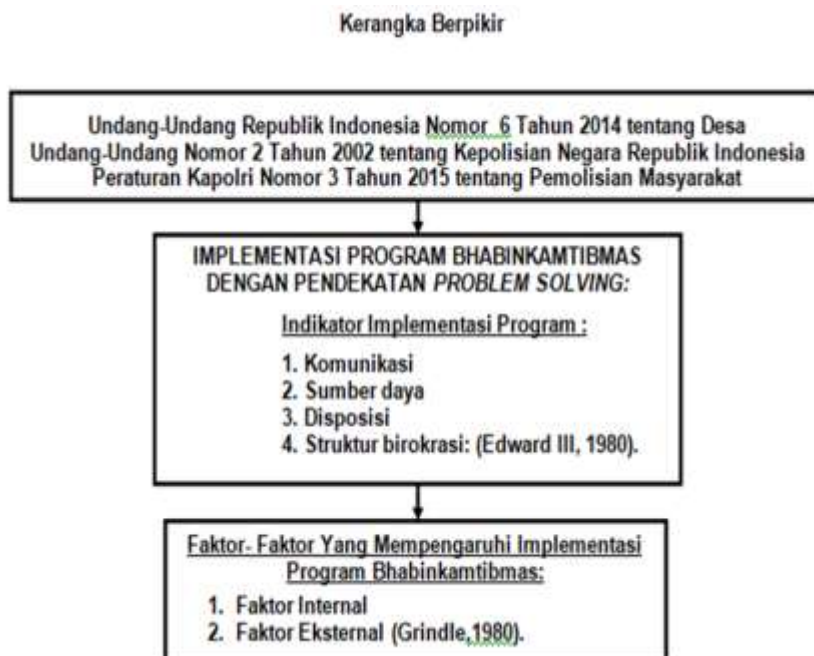 Kerangka Berpikir
Undang-Undang Republik Indonesia Nomor 6 Tahun 2014 tentang Desa
Undang-Undang Nomor 2 Tahun 2002 tentang Kepolisian Negara Republik Indonesia
Peraturan Kapolri Nomor 3 Tahun 2015 tentang Pemolisian Masyarakat
IMPLEMENTASI PROGRAM BHABINKAMTIBMAS
DENGAN PENDEKATAN PROBLEM SOLVING:
Indikator Implementasi Program :
1. Komunikasi
2. Sumber daya
3. Disposisi
4. Struktur birokrasi: (Edward III, 1980).
Faktor- Faktor Yang Mempengaruhi Implementasi
Program Bhabinkamtibmas:
1. Faktor Internal
2. Faktor Eksternal (Grindle,1980).